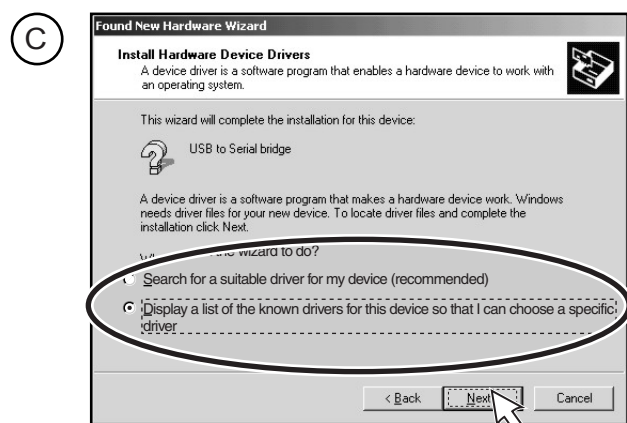 C
Found New Hardware Wizard
Install Hardware Device Drivers
A device driver is a software program that enables a hardware device to work with
an operating system.
This wizard will complete the installation for this device:
USB to Serial bridge
A device driver is a software program that makes a hardware device work. Windows
needs driver files for your new device. To locate driver files and complete the
installation click Next.
wizard to do?
Search for a suitable driver for my device (recommended)
Display a list of the known drivers for this device so that I can choose a specific
driver
< Back Next Cancel